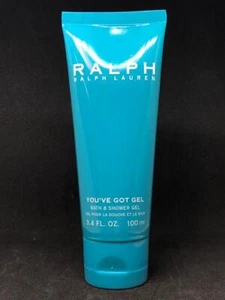 RALPH
RALPH LAUREN
YOU'VE GOT GEL
BATH & SHOWER GEL
GEL POUR LA DOUCHE ET LE BAIN
3.4 FL. OZ. 100 ml